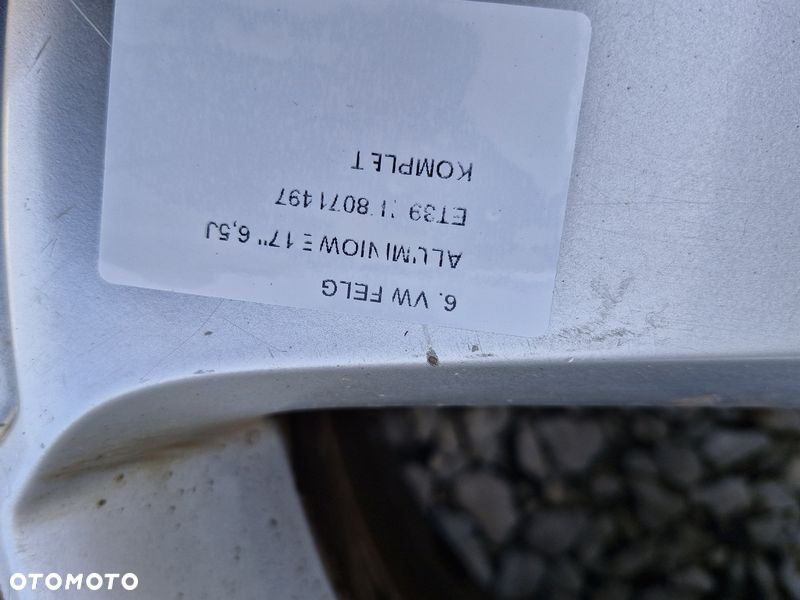 6. VW FELG
ALUMINIOWE 17" 6,5J
ET39 8071497
KOMPLET
OTOMOTO